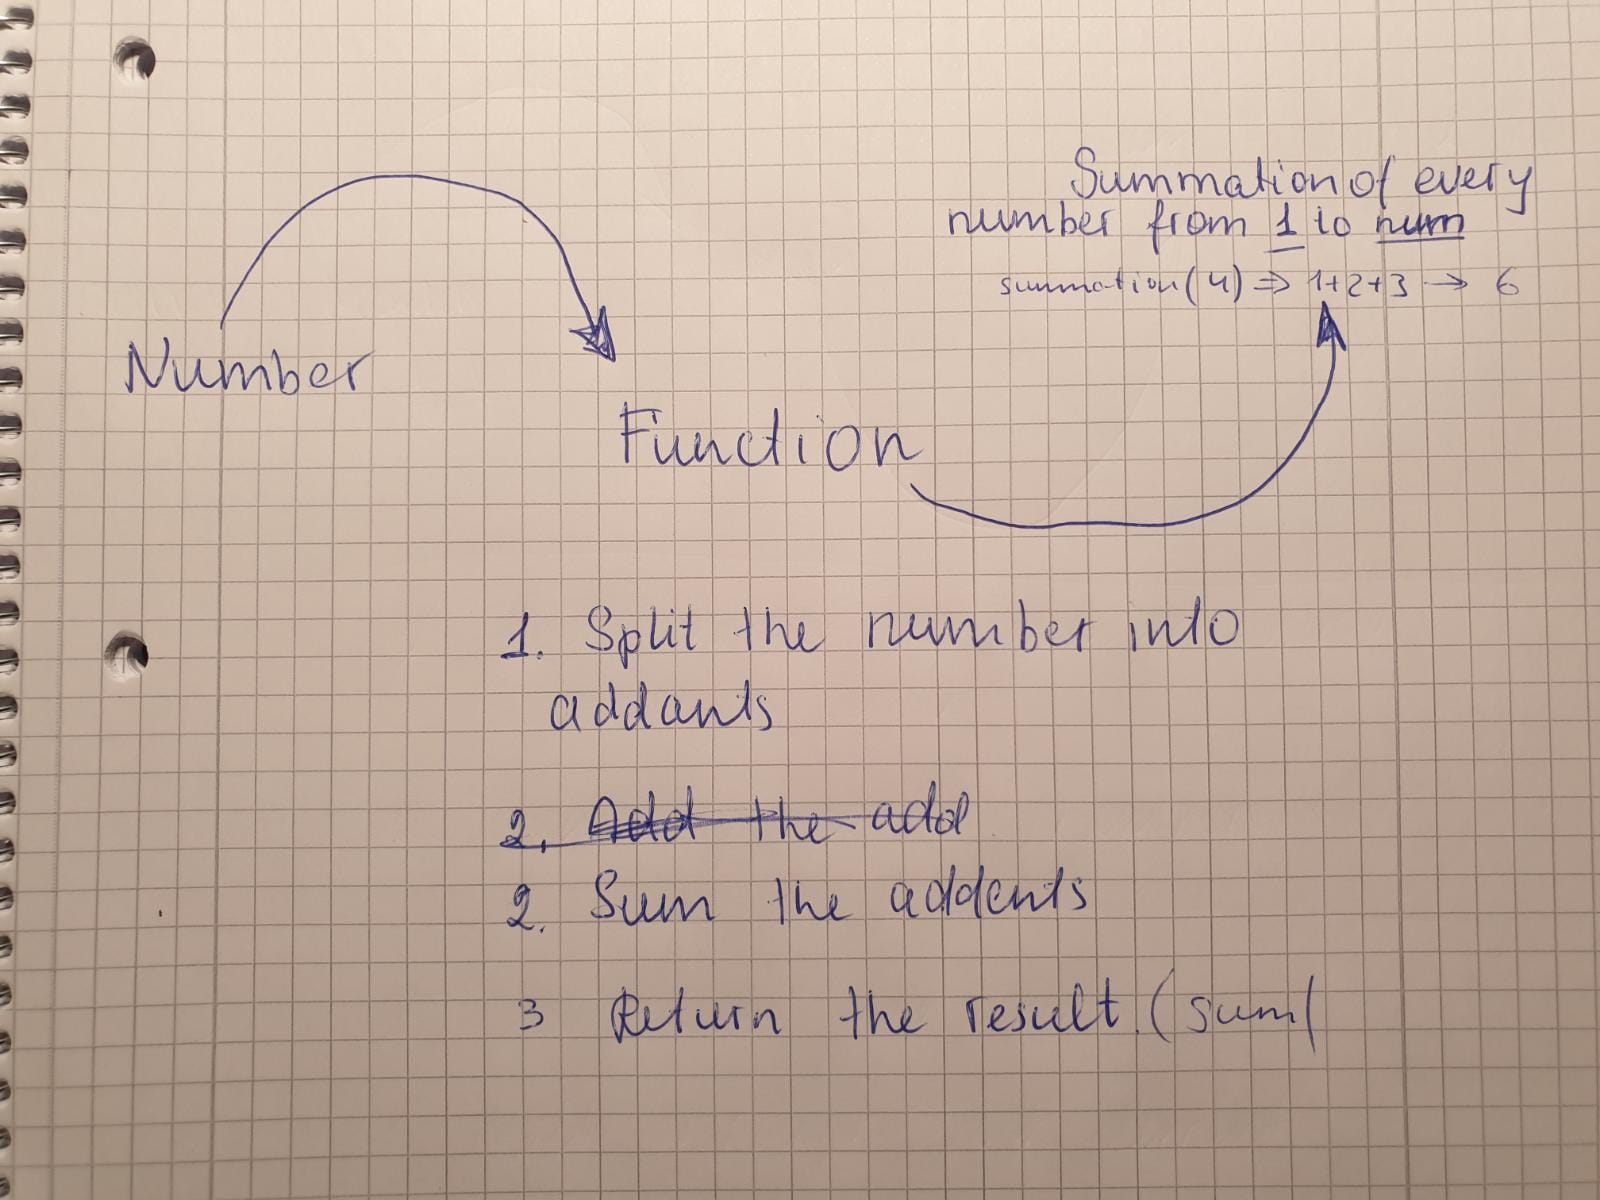 Summation of every
number from 1 to num
summation(4) => 1+2+3 -> 6
Number
Function
1. Split the number into
addants
2. Add the add
2. Sum the addents
3 Return the result. (sum(